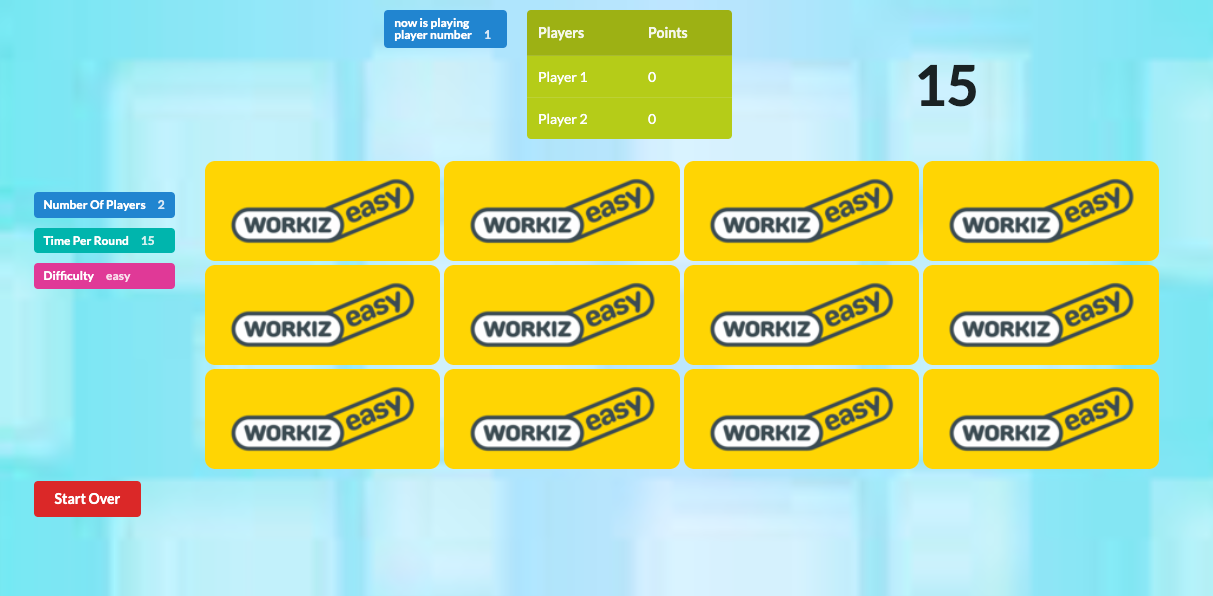 now is playing
player number 1
Players Points
Player 1 0
Player 2 0
15
Number Of Players 2
Time Per Round 15
Difficulty easy
WORKIZ easy WORKIZ easy WORKIZ easy WORKIZ easy
WORKIZ easy WORKIZ easy WORKIZ easy WORKIZ easy
WORKIZ easy WORKIZ easy WORKIZ easy WORKIZ easy
Start Over